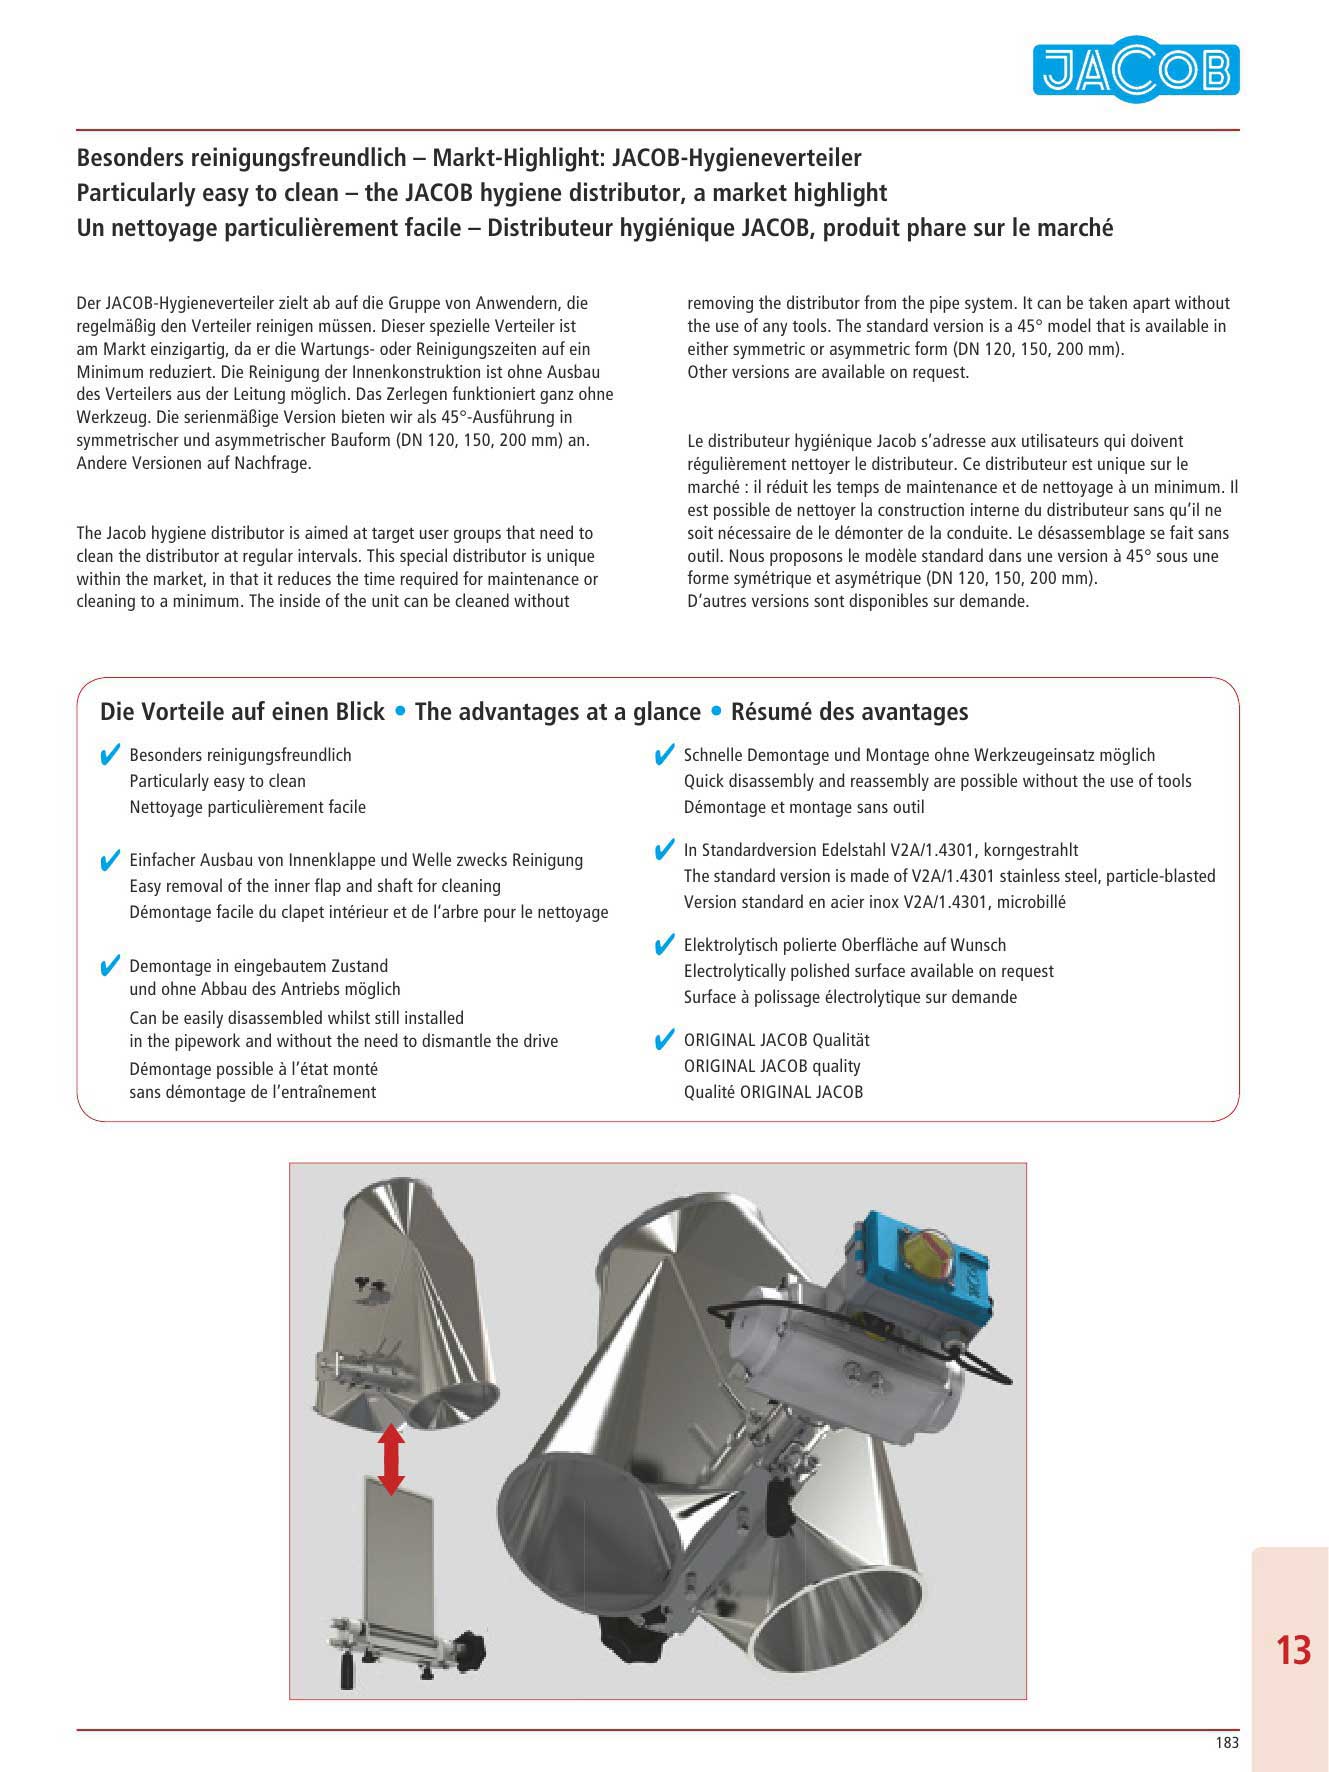 JACOB
Besonders reinigungsfreundlich – Markt-Highlight: JACOB-Hygieneverteiler
Particularly easy to clean – the JACOB hygiene distributor, a market highlight
Un nettoyage particulièrement facile – Distributeur hygiénique JACOB, produit phare sur le marché
Der JACOB-Hygieneverteiler zielt ab auf die Gruppe von Anwendern, die
regelmäßig den Verteiler reinigen müssen. Dieser spezielle Verteiler ist
am Markt einzigartig, da er die Wartungs- oder Reinigungszeiten auf ein
Minimum reduziert. Die Reinigung der Innenkonstruktion ist ohne Ausbau
des Verteilers aus der Leitung möglich. Das Zerlegen funktioniert ganz ohne
Werkzeug. Die serienmäßige Version bieten wir als 45°-Ausführung in
symmetrischer und asymmetrischer Bauform (DN 120, 150, 200 mm) an.
Andere Versionen auf Nachfrage.
The Jacob hygiene distributor is aimed at target user groups that need to
clean the distributor at regular intervals. This special distributor is unique
within the market, in that it reduces the time required for maintenance or
cleaning to a minimum. The inside of the unit can be cleaned without
removing the distributor from the pipe system. It can be taken apart without
the use of any tools. The standard version is a 45° model that is available in
either symmetric or asymmetric form (DN 120, 150, 200 mm).
Other versions are available on request.
Le distributeur hygiénique Jacob s’adresse aux utilisateurs qui doivent
régulièrement nettoyer le distributeur. Ce distributeur est unique sur le
marché : il réduit les temps de maintenance et de nettoyage à un minimum. Il
est possible de nettoyer la construction interne du distributeur sans qu’il ne
soit nécessaire de le démonter de la conduite. Le désassemblage se fait sans
outil. Nous proposons le modèle standard dans une version à 45° sous une
forme symétrique et asymétrique (DN 120, 150, 200 mm).
D’autres versions sont disponibles sur demande.
Die Vorteile auf einen Blick • The advantages at a glance • Résumé des avantages
✔ Besonders reinigungsfreundlich
Particularly easy to clean
Nettoyage particulièrement facile
✔ Einfacher Ausbau von Innenklappe und Welle zwecks Reinigung
Easy removal of the inner flap and shaft for cleaning
Démontage facile du clapet intérieur et de l’arbre pour le nettoyage
✔ Demontage in eingebautem Zustand
und ohne Abbau des Antriebs möglich
Can be easily disassembled whilst still installed
in the pipework and without the need to dismantle the drive
Démontage possible à l’état monté
sans démontage de l’entraînement
✔ Schnelle Demontage und Montage ohne Werkzeugeinsatz möglich
Quick disassembly and reassembly are possible without the use of tools
Démontage et montage sans outil
✔ In Standardversion Edelstahl V2A/1.4301, korngestrahlt
The standard version is made of V2A/1.4301 stainless steel, particle-blasted
Version standard en acier inox V2A/1.4301, microbillé
✔ Elektrolytisch polierte Oberfläche auf Wunsch
Electrolytically polished surface available on request
Surface à polissage électrolytique sur demande
✔ ORIGINAL JACOB Qualität
ORIGINAL JACOB quality
Qualité ORIGINAL JACOB
JACOB
13
183